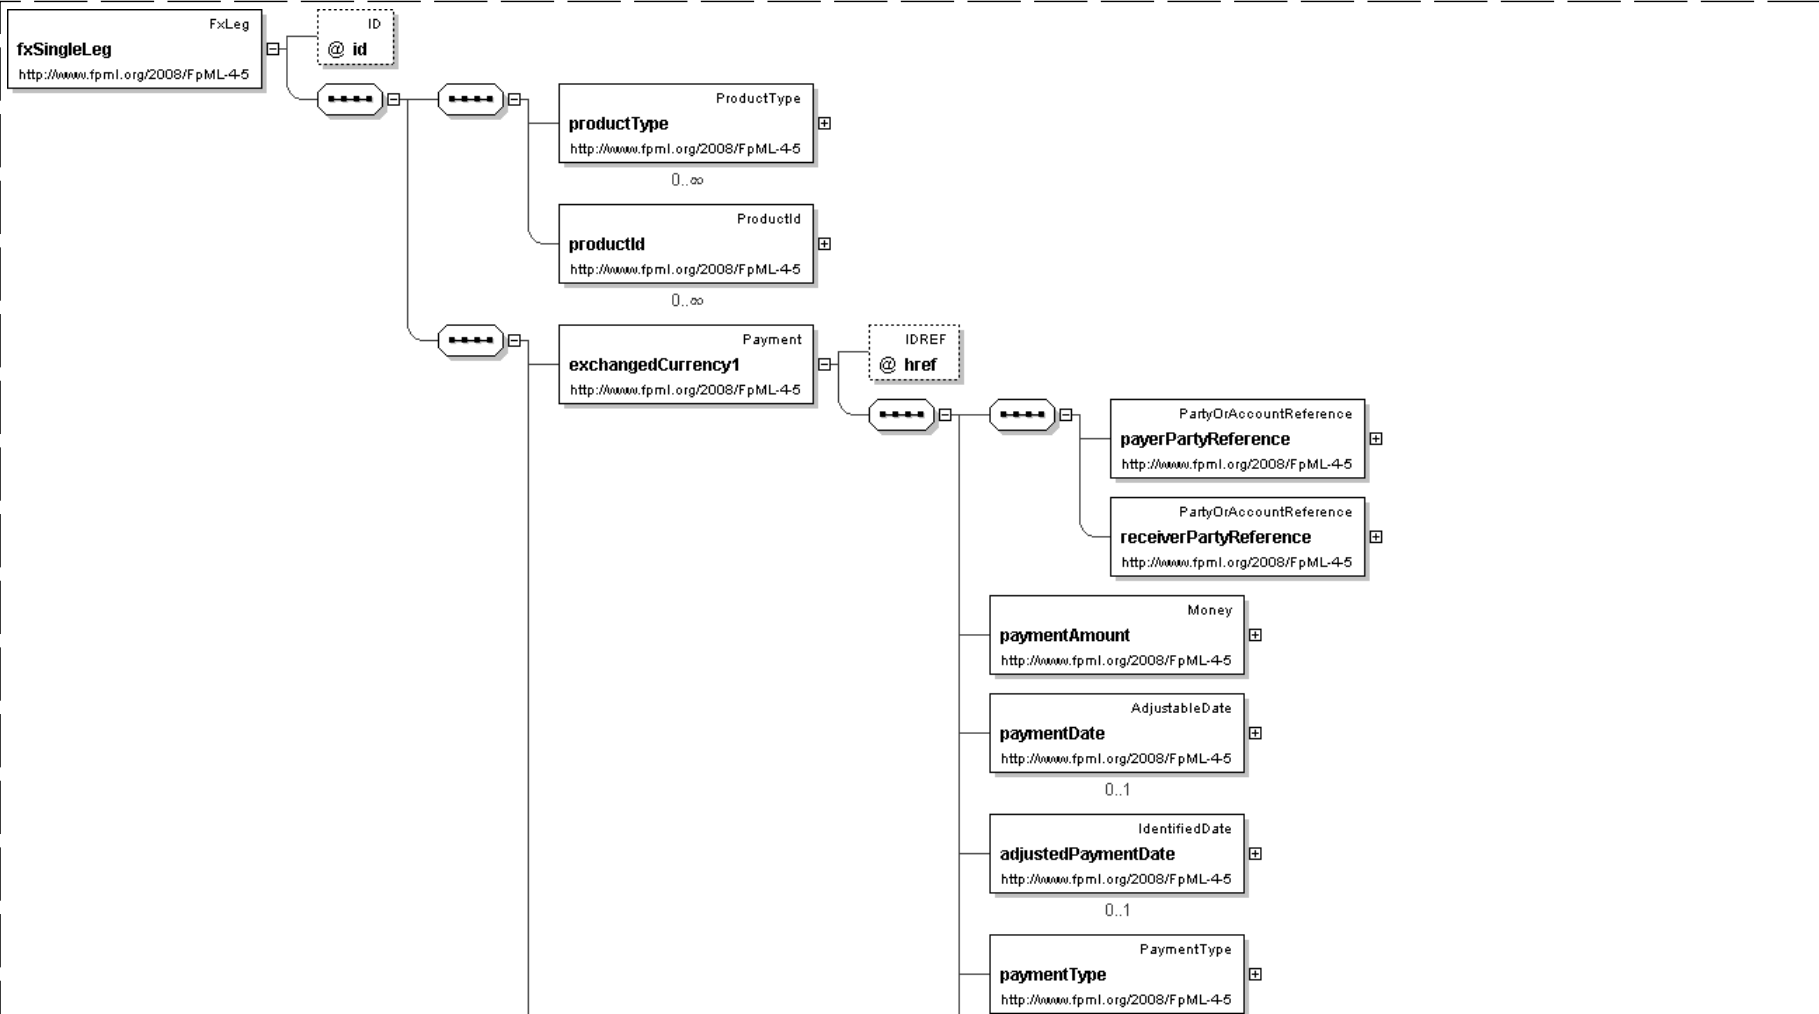 FxLeg
fxSingleLeg
http://www.fpml.org/2008/FpML-4-5
ID
@ id
ProductType
productType
http://www.fpml.org/2008/FpML-4-5
0..∞
ProductId
productId
http://www.fpml.org/2008/FpML-4-5
0..∞
Payment
exchangedCurrency1
http://www.fpml.org/2008/FpML-4-5
IDREF
@ href
PartyOrAccountReference
payerPartyReference
http://www.fpml.org/2008/FpML-4-5
PartyOrAccountReference
receiverPartyReference
http://www.fpml.org/2008/FpML-4-5
Money
paymentAmount
http://www.fpml.org/2008/FpML-4-5
AdjustableDate
paymentDate
http://www.fpml.org/2008/FpML-4-5
0..1
IdentifiedDate
adjustedPaymentDate
http://www.fpml.org/2008/FpML-4-5
0..1
PaymentType
paymentType
http://www.fpml.org/2008/FpML-4-5